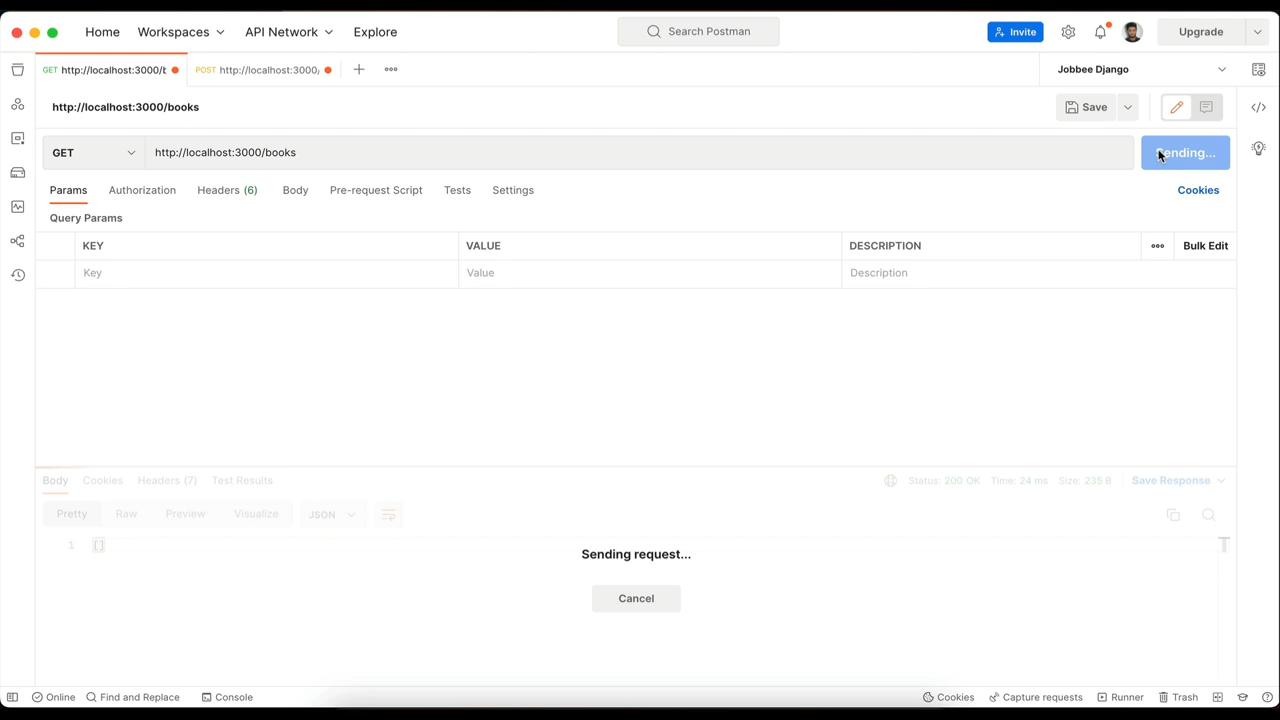 Home Workspaces API Network Explore Search Postman Invite Upgrade
GET http://localhost:3000/b POST http://localhost:3000/ Jobbee Django
http://localhost:3000/books Save
GET http://localhost:3000/books Sending...
Params Authorization Headers (6) Body Pre-request Script Tests Settings Cookies
Query Params
KEY VALUE DESCRIPTION Bulk Edit
Key Value Description
Body Cookies Headers (7) Test Results Status: 200 OK Time: 24 ms Size: 235 B Save Response
Pretty Raw Preview Visualize JSON
1 []
Sending request...
Cancel
Online Find and Replace Console Cookies Capture requests Runner Trash